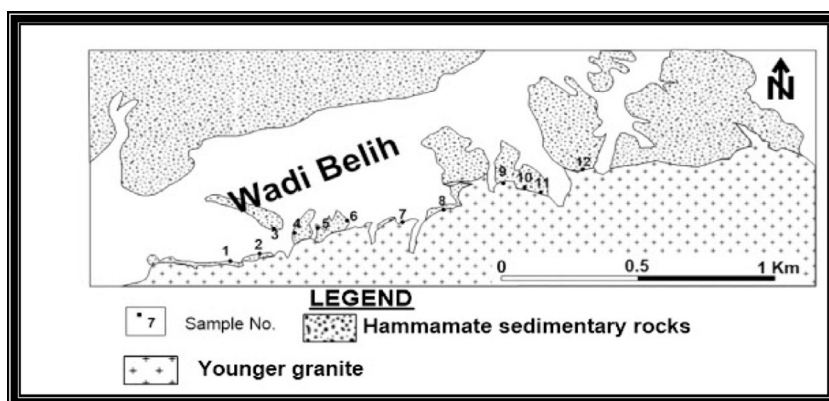 N
Wadi Belih
12
9
10
11
8
7
6
5
4
3
2
1
0 0.5 1 Km
LEGEND
7 Sample No.
Hammamate sedimentary rocks
Younger granite